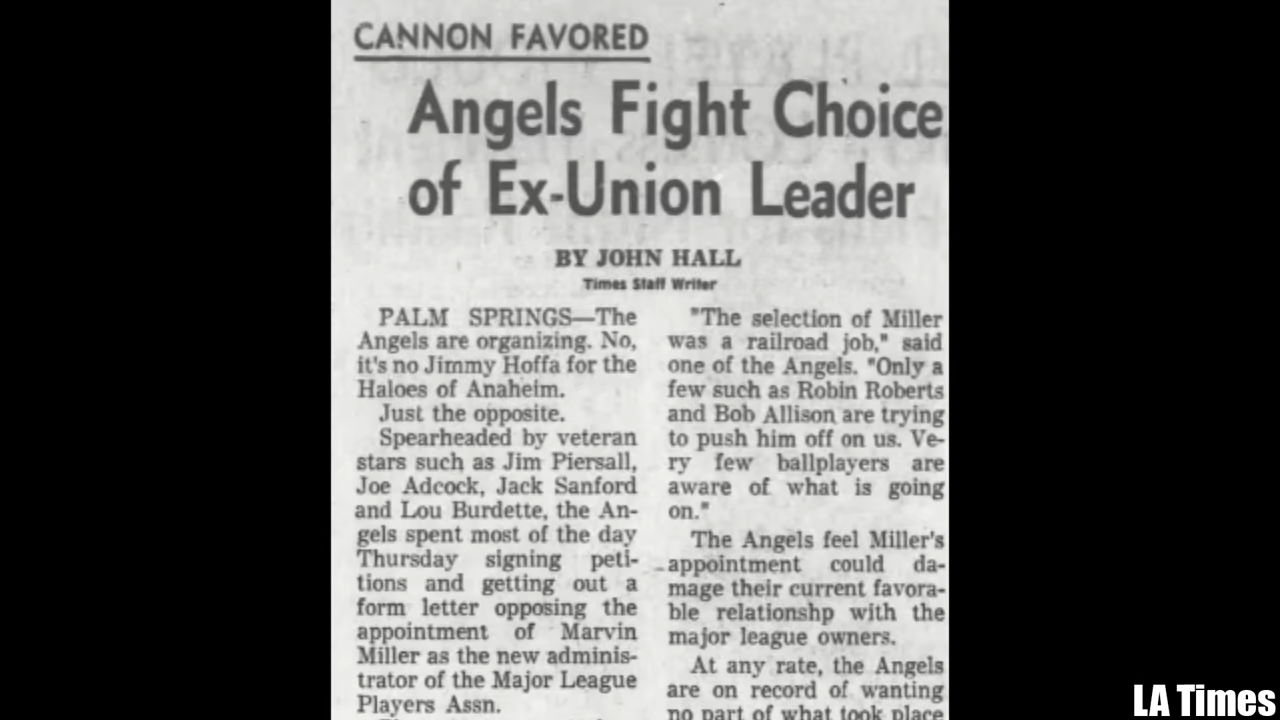 CANNON FAVORED
Angels Fight Choice
of Ex-Union Leader
BY JOHN HALL
Times Staff Writer
PALM SPRINGS—The
Angels are organizing. No,
it's no Jimmy Hoffa for the
Haloes of Anaheim.
Just the opposite.
Spearheaded by veteran
stars such as Jim Piersall,
Joe Adcock, Jack Sanford
and Lou Burdette, the An-
gels spent most of the day
Thursday signing peti-
tions and getting out a
form letter opposing the
appointment of Marvin
Miller as the new adminis-
trator of the Major League
Players Assn.
"The selection of Miller
was a railroad job," said
one of the Angels. "Only a
few such as Robin Roberts
and Bob Allison are trying
to push him off on us. Ve-
ry few ballplayers are
aware of what is going
on."
The Angels feel Miller's
appointment could da-
mage their current favora-
ble relationshp with the
major league owners.
At any rate, the Angels
are on record of wanting
no part of what took place
LA Times